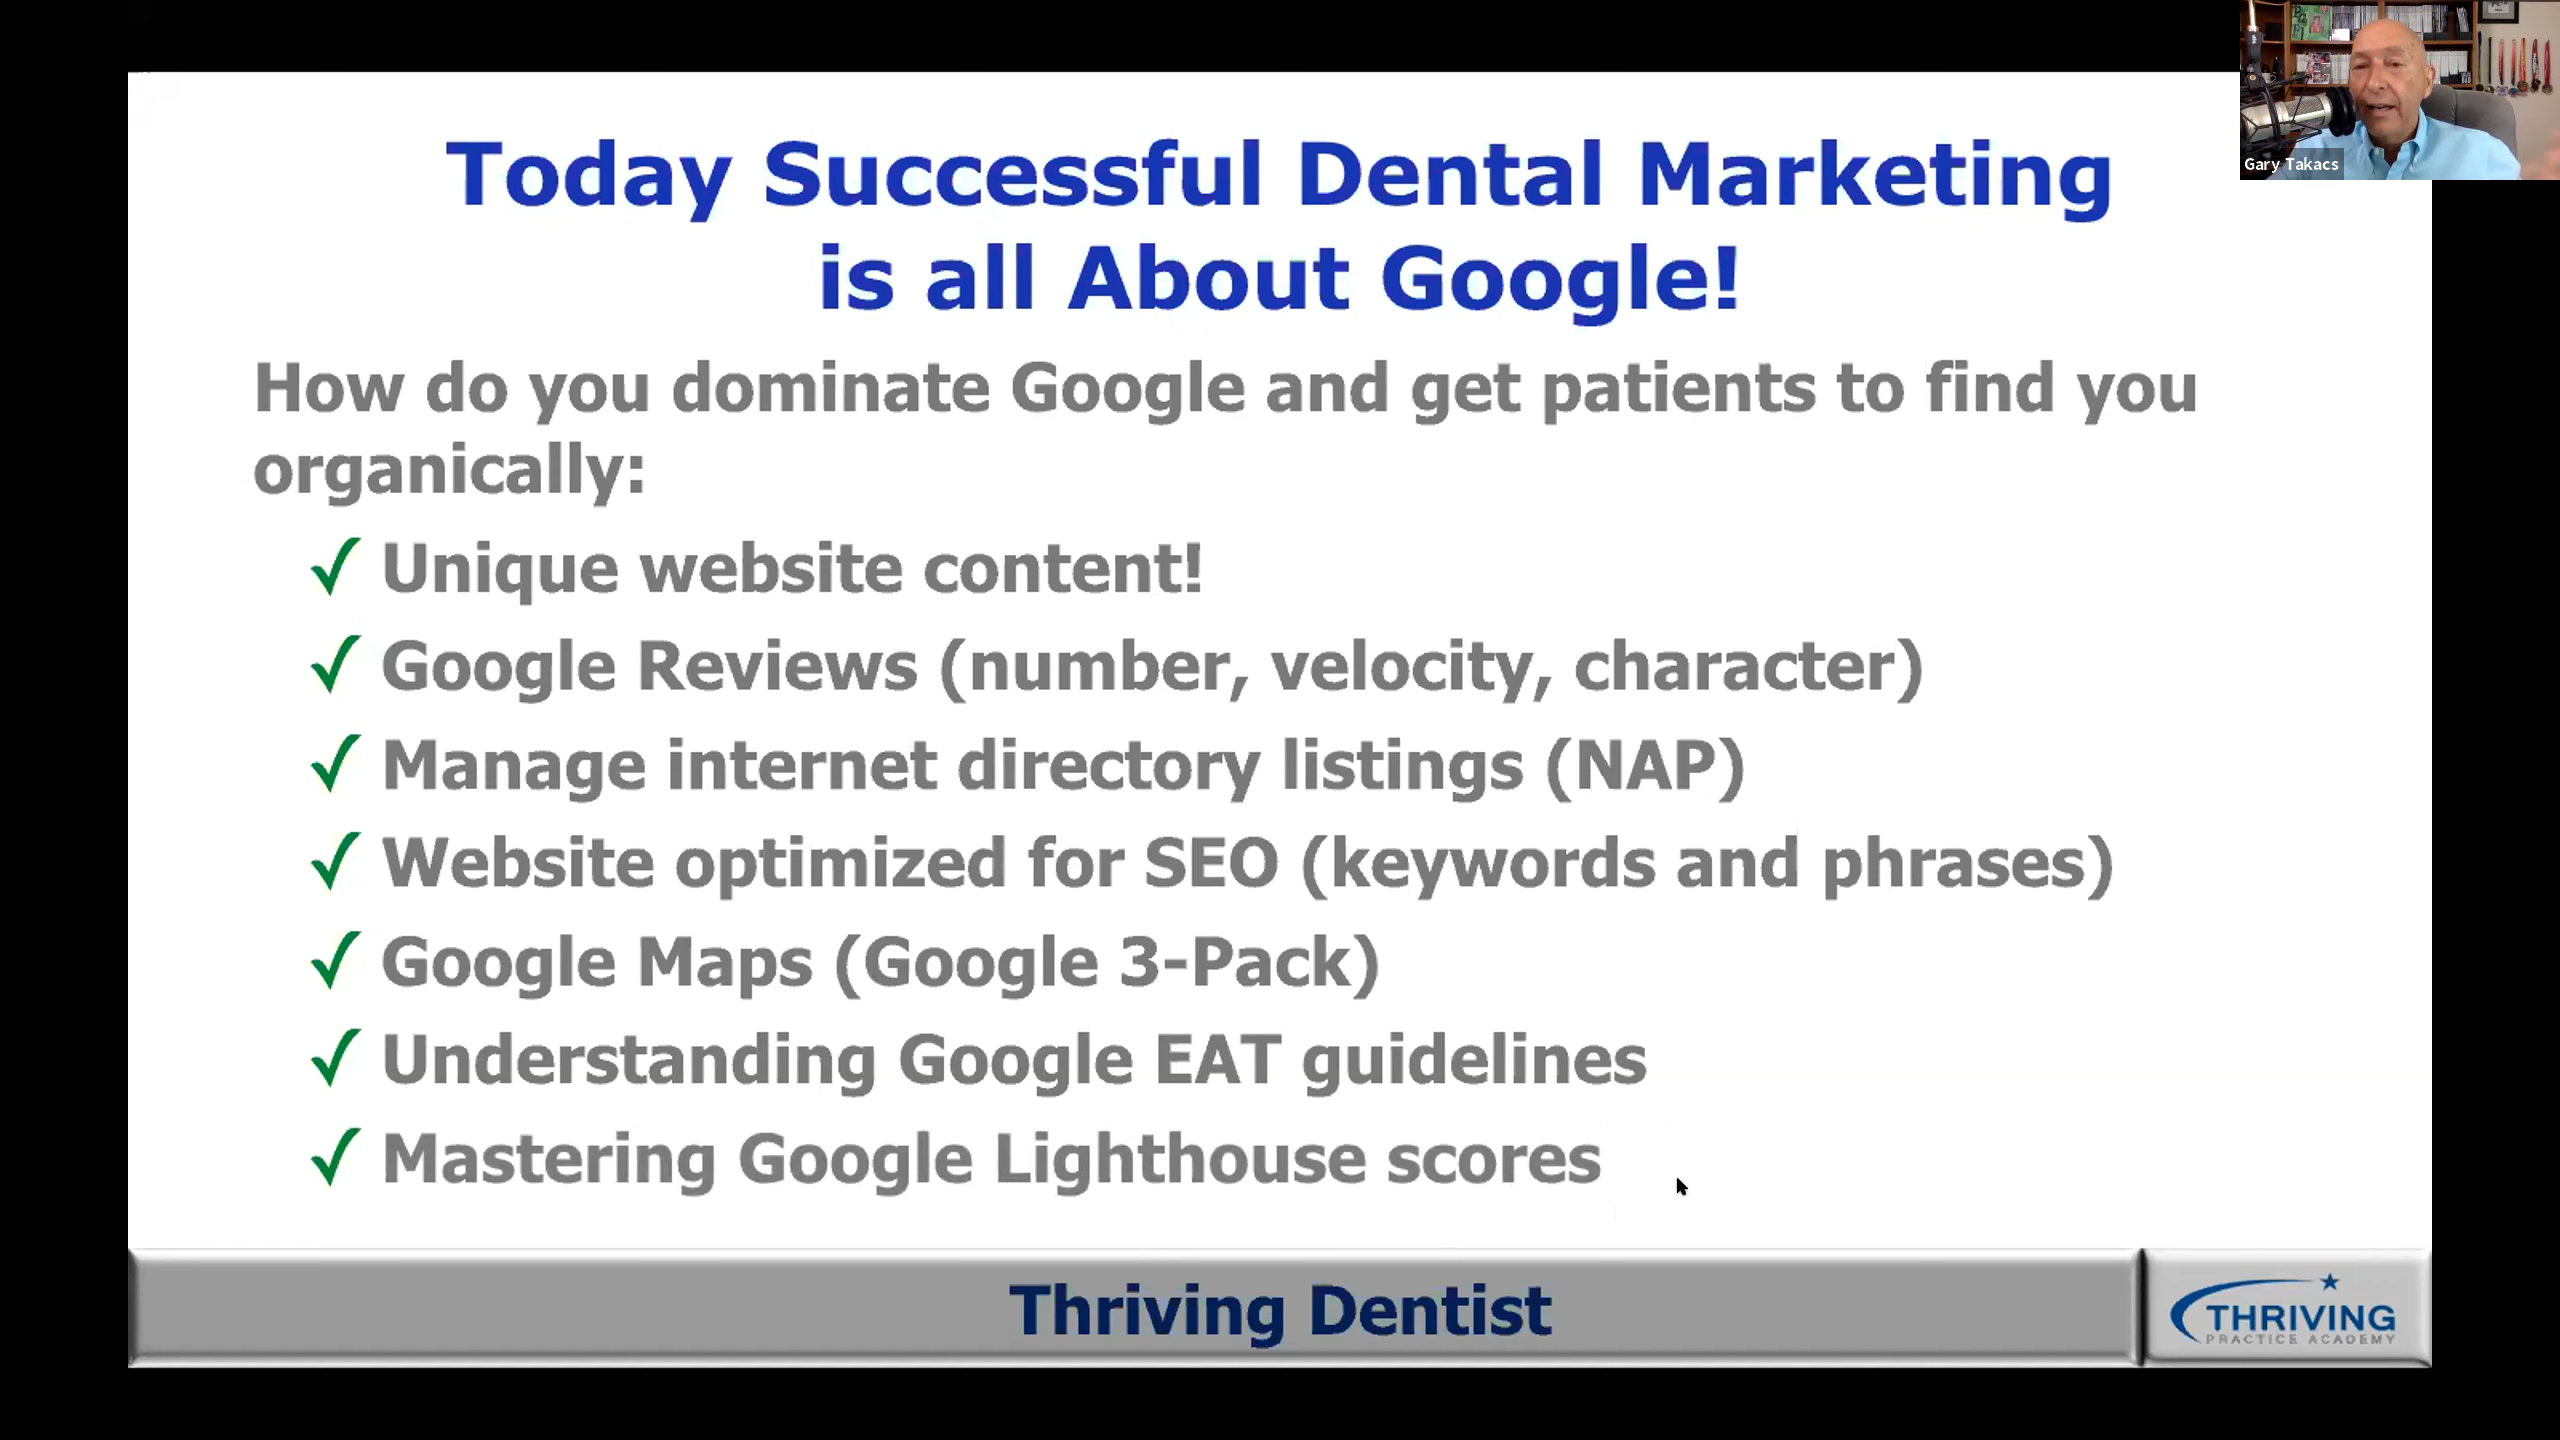 Today Successful Dental Marketing
is all About Google!
How do you dominate Google and get patients to find you
organically:
✓ Unique website content!
✓ Google Reviews (number, velocity, character)
✓ Manage internet directory listings (NAP)
✓ Website optimized for SEO (keywords and phrases)
✓ Google Maps (Google 3-Pack)
✓ Understanding Google EAT guidelines
✓ Mastering Google Lighthouse scores
Thriving Dentist
THRIVING
PRACTICE ACADEMY
Gary Takacs